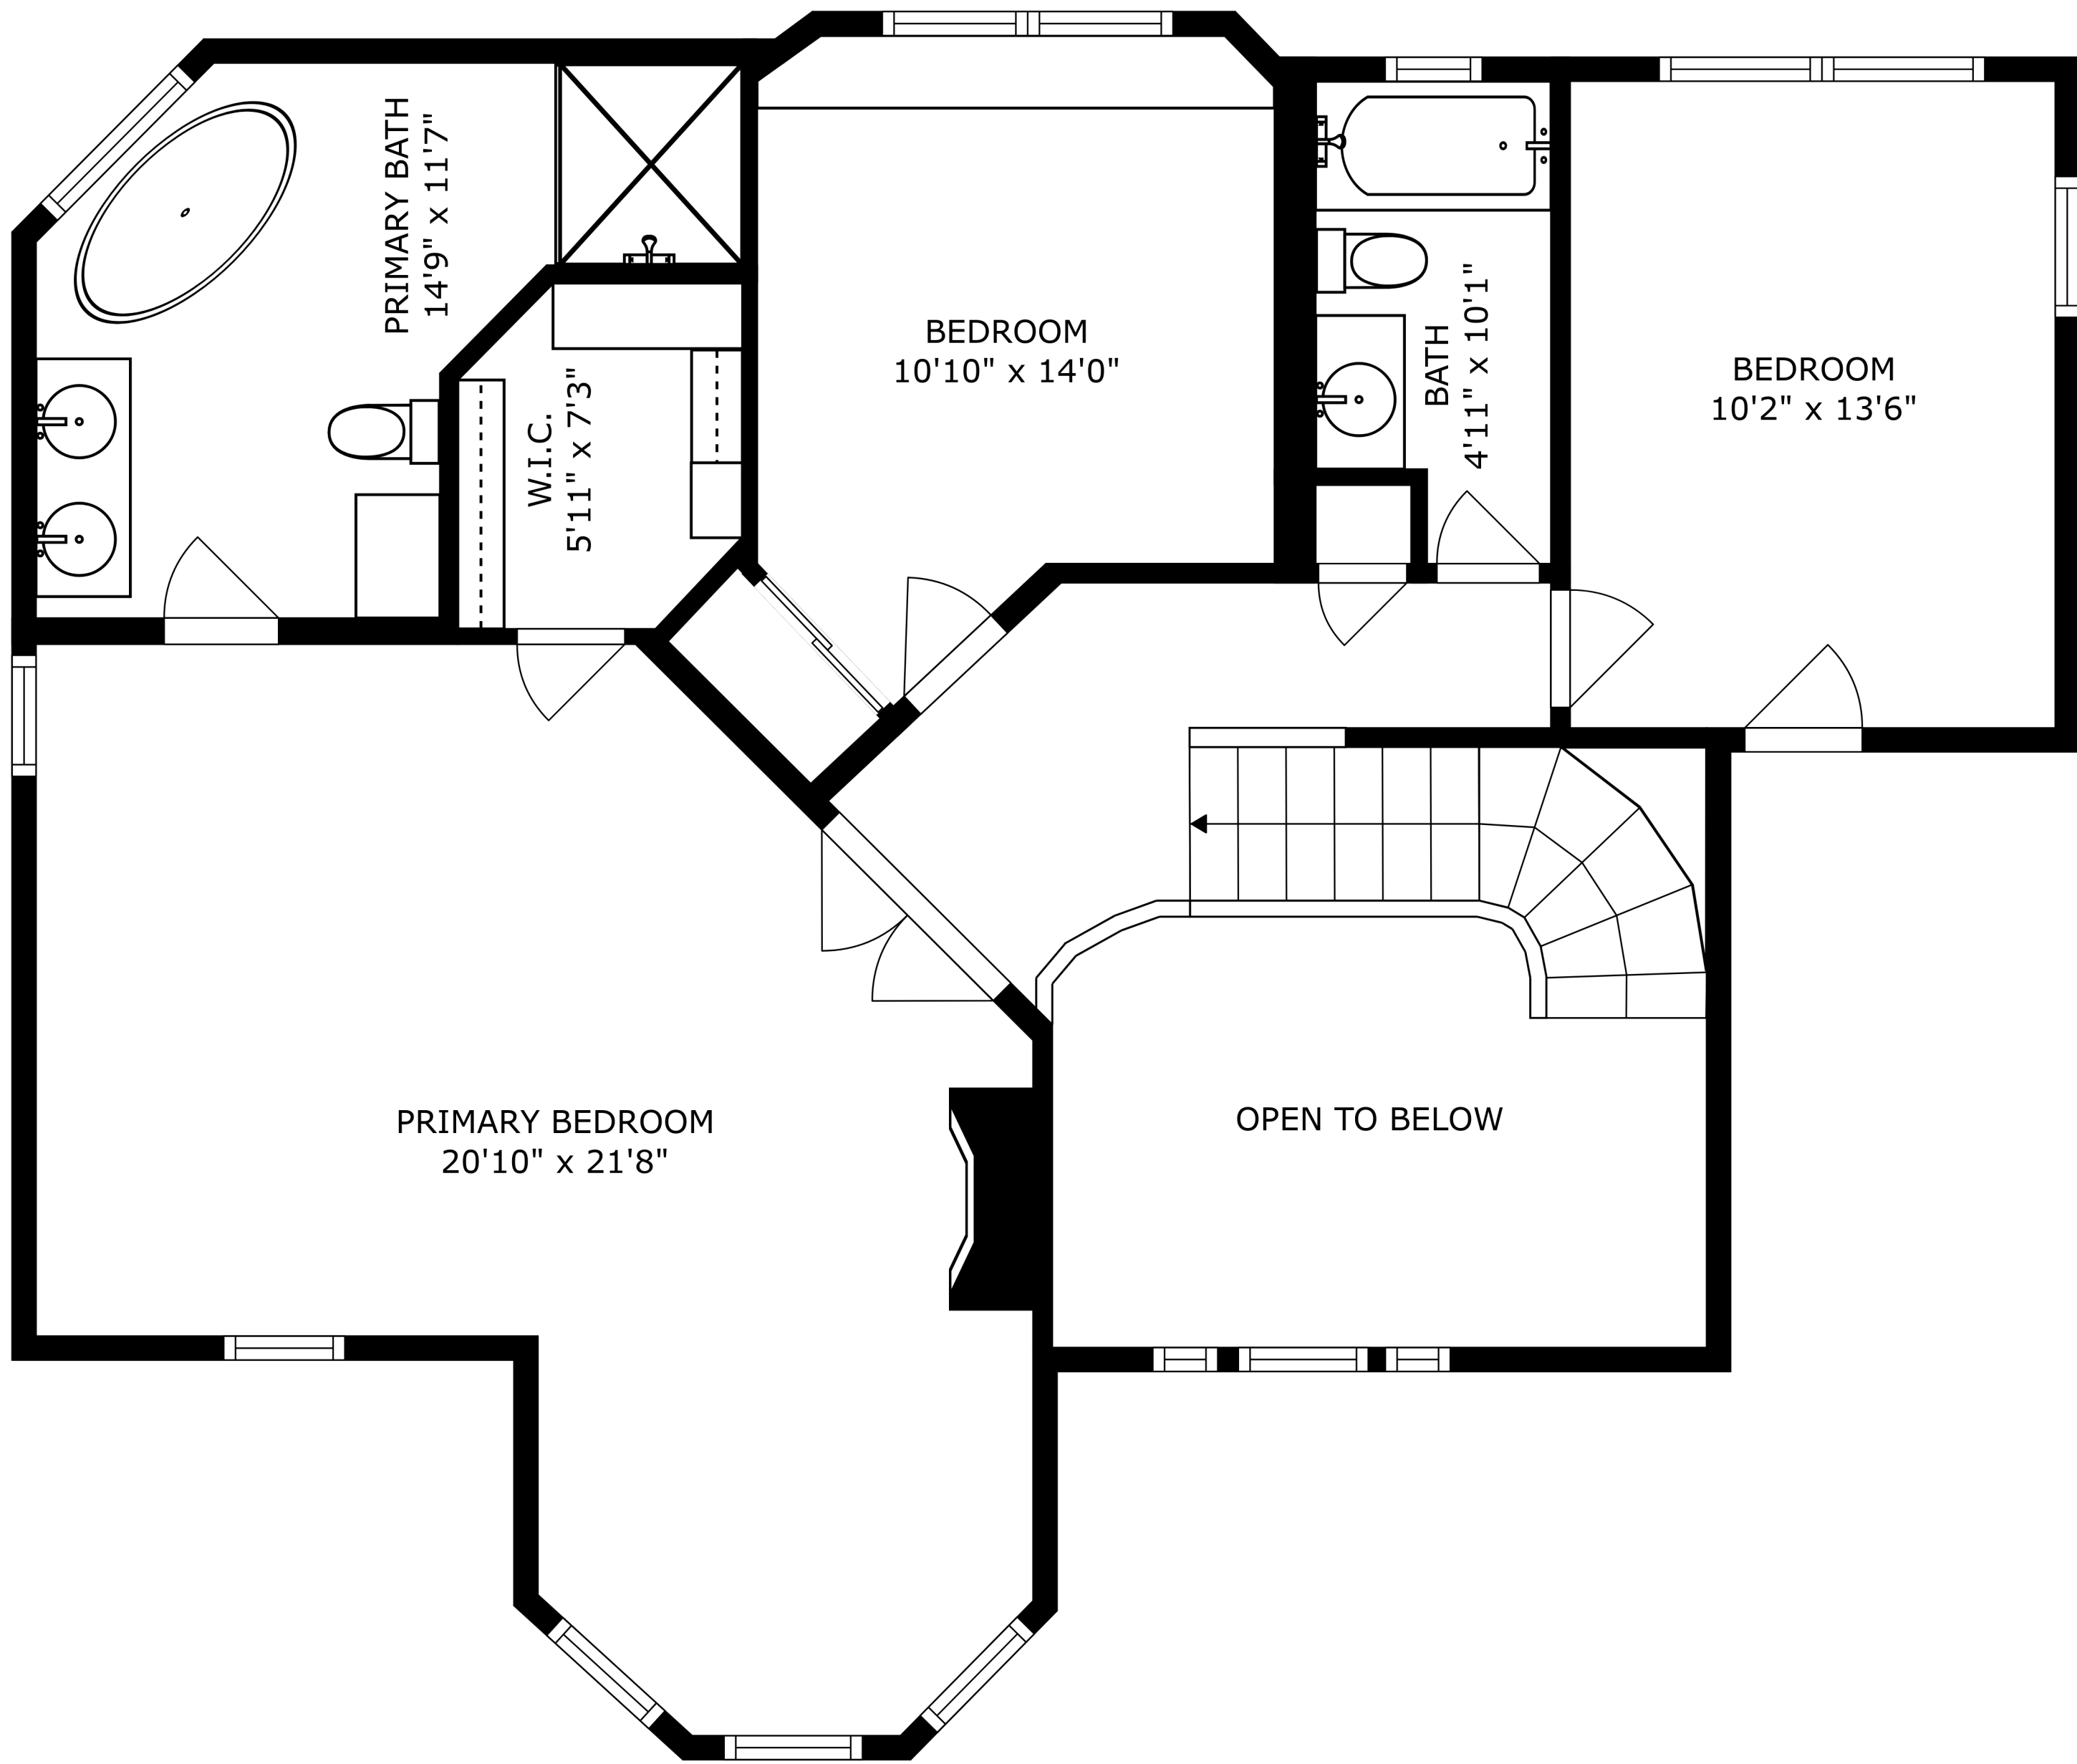 PRIMARY BATH
14'9" x 11'7"
W.I.C.
5'11" x 7'3"
BEDROOM
10'10" x 14'0"
BATH
4'11" x 10'1"
BEDROOM
10'2" x 13'6"
PRIMARY BEDROOM
20'10" x 21'8"
OPEN TO BELOW